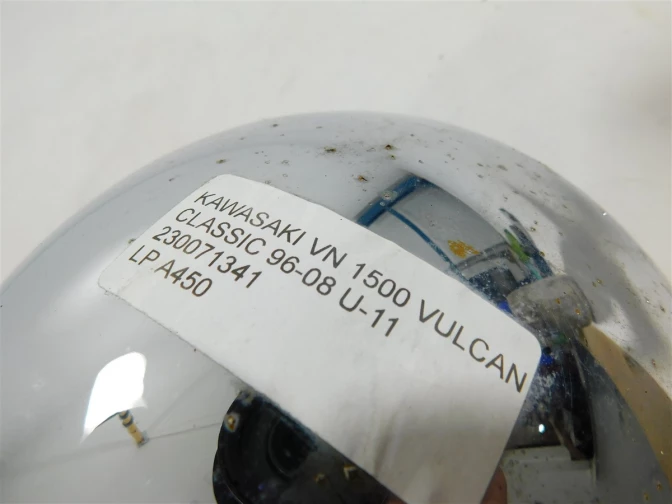 KAWASAKI VN 1500 VULCAN
CLASSIC 96-08 U-11
230071341
LP A450